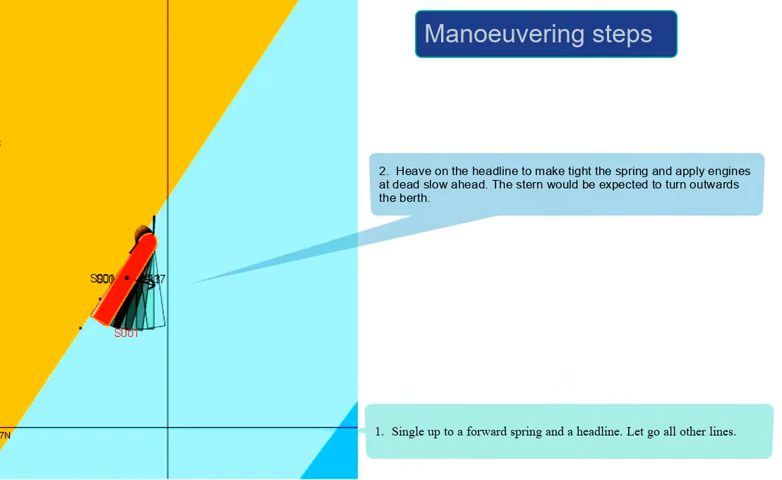 Manoeuvering steps
2. Heave on the headline to make tight the spring and apply engines
at dead slow ahead. The stern would be expected to turn outwards
the berth.
S001
7N
1. Single up to a forward spring and a headline. Let go all other lines.